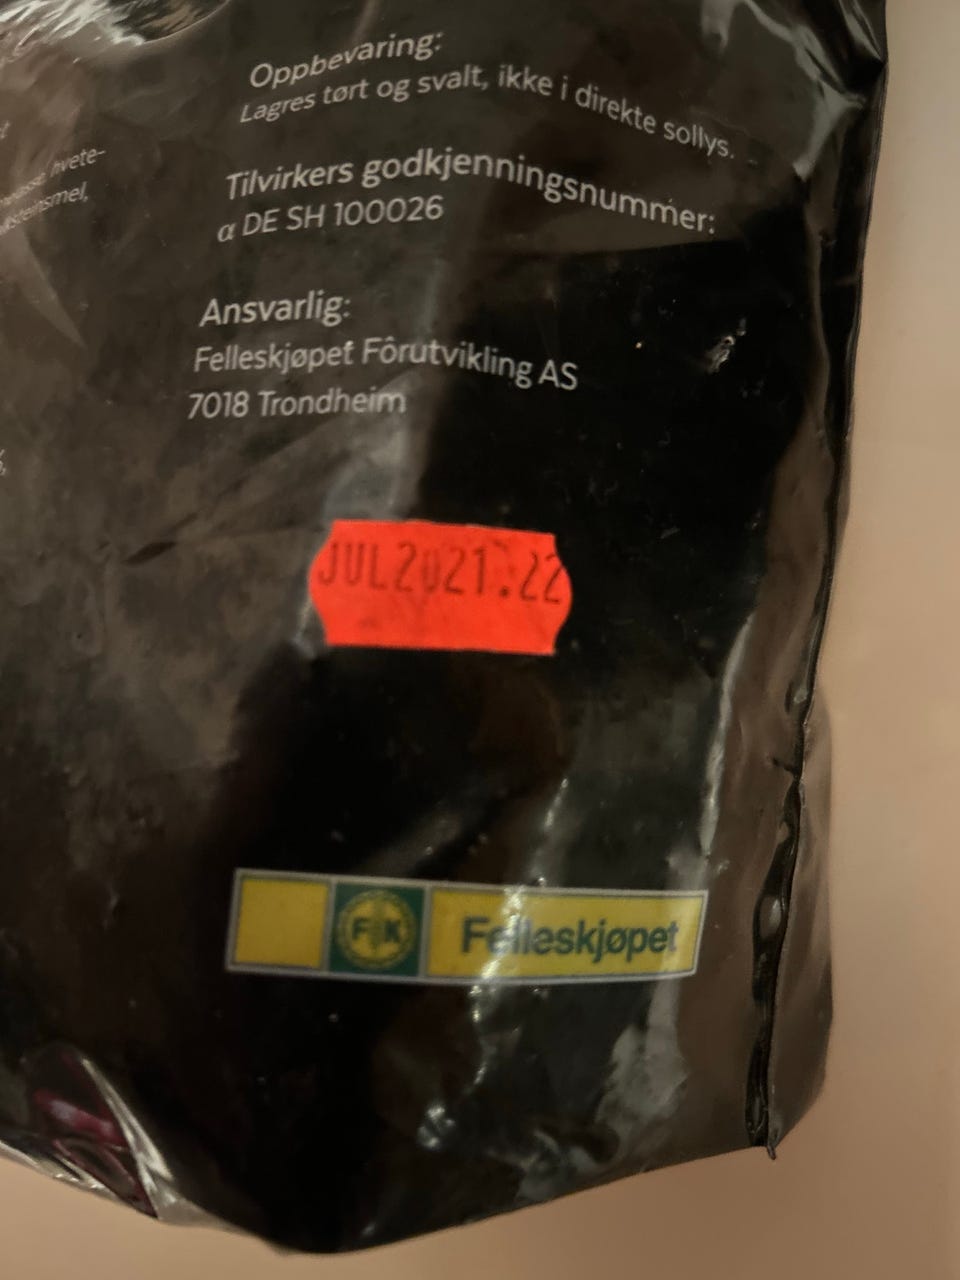 hvete-
Oppbevaring:
Lagres tørt og svalt, ikke i direkte sollys.
Tilvirkers godkjenningsnummer:
α DE SH 100026
Ansvarlig:
Felleskjøpet Fôrutvikling AS
7018 Trondheim
JUL2021.22
FK Felleskjøpet